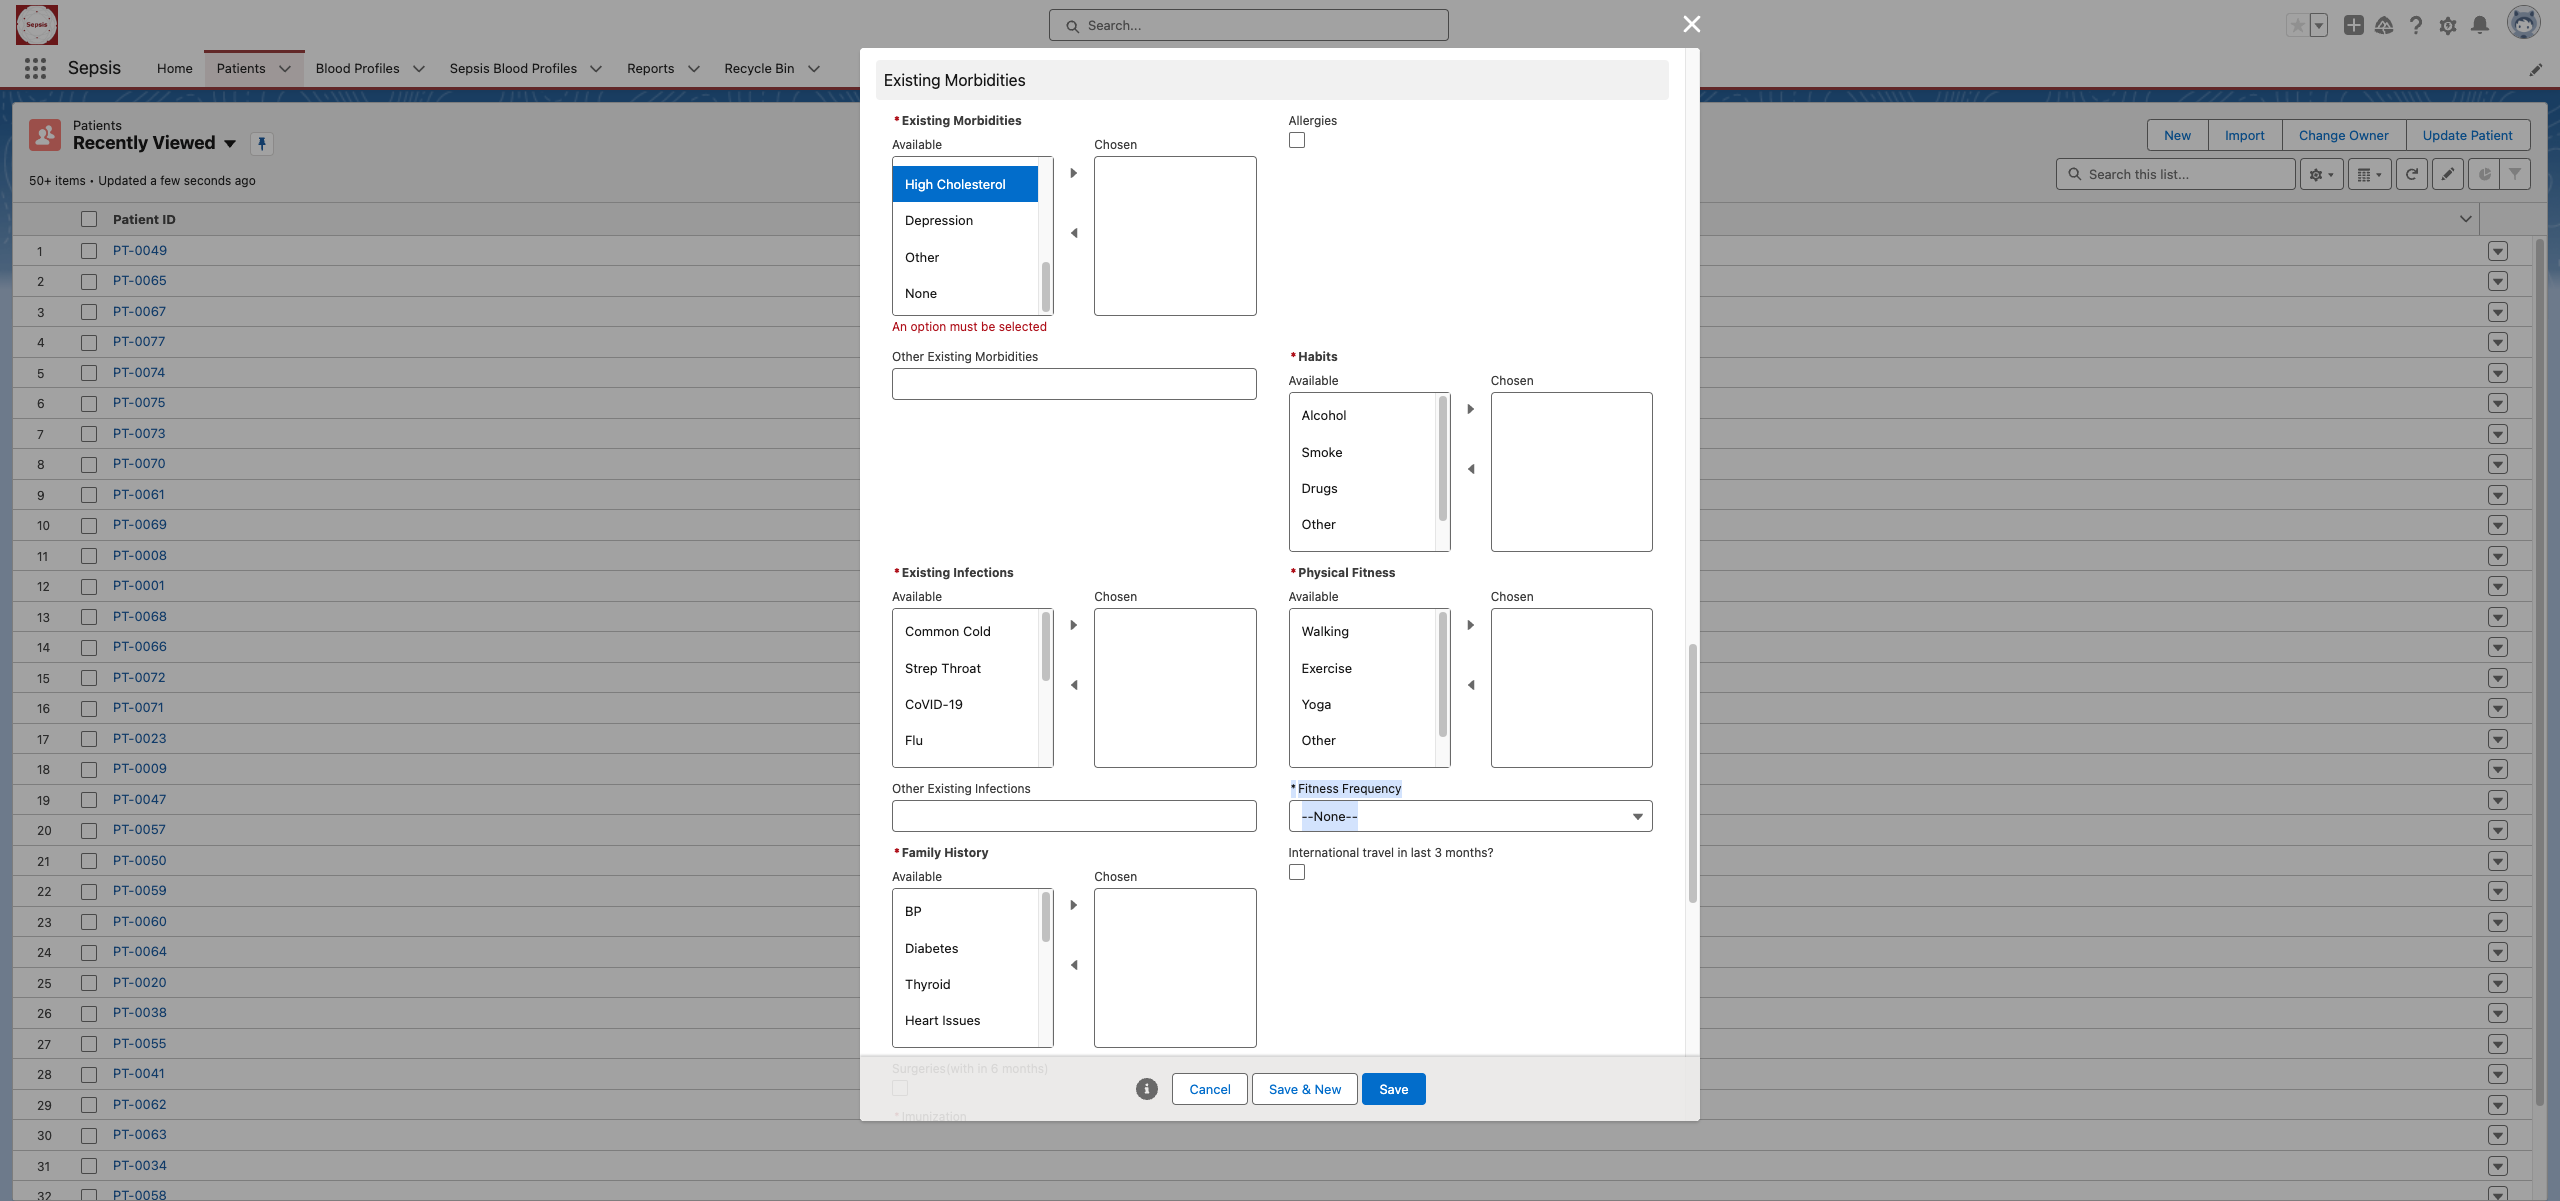 Sepsis
Search...
Sepsis
Home
Patients
Blood Profiles
Sepsis Blood Profiles
Reports
Recycle Bin
Patients
Recently Viewed
50+ items • Updated a few seconds ago
New
Import
Change Owner
Update Patient
Search this list...
Patient ID
1 PT-0049
2 PT-0065
3 PT-0067
4 PT-0077
5 PT-0074
6 PT-0075
7 PT-0073
8 PT-0070
9 PT-0061
10 PT-0069
11 PT-0008
12 PT-0001
13 PT-0068
14 PT-0066
15 PT-0072
16 PT-0071
17 PT-0023
18 PT-0009
19 PT-0047
20 PT-0057
21 PT-0050
22 PT-0059
23 PT-0060
24 PT-0064
25 PT-0020
26 PT-0038
27 PT-0055
28 PT-0041
29 PT-0062
30 PT-0063
31 PT-0034
32 PT-0058
Existing Morbidities
*Existing Morbidities
Available
Chosen
High Cholesterol
Depression
Other
None
An option must be selected
Allergies
Other Existing Morbidities
*Habits
Available
Chosen
Alcohol
Smoke
Drugs
Other
*Existing Infections
Available
Chosen
Common Cold
Strep Throat
CoVID-19
Flu
*Physical Fitness
Available
Chosen
Walking
Exercise
Yoga
Other
Other Existing Infections
*Fitness Frequency
--None--
*Family History
Available
Chosen
BP
Diabetes
Thyroid
Heart Issues
International travel in last 3 months?
Surgeries(with in 6 months)
*Imunization
Cancel
Save & New
Save